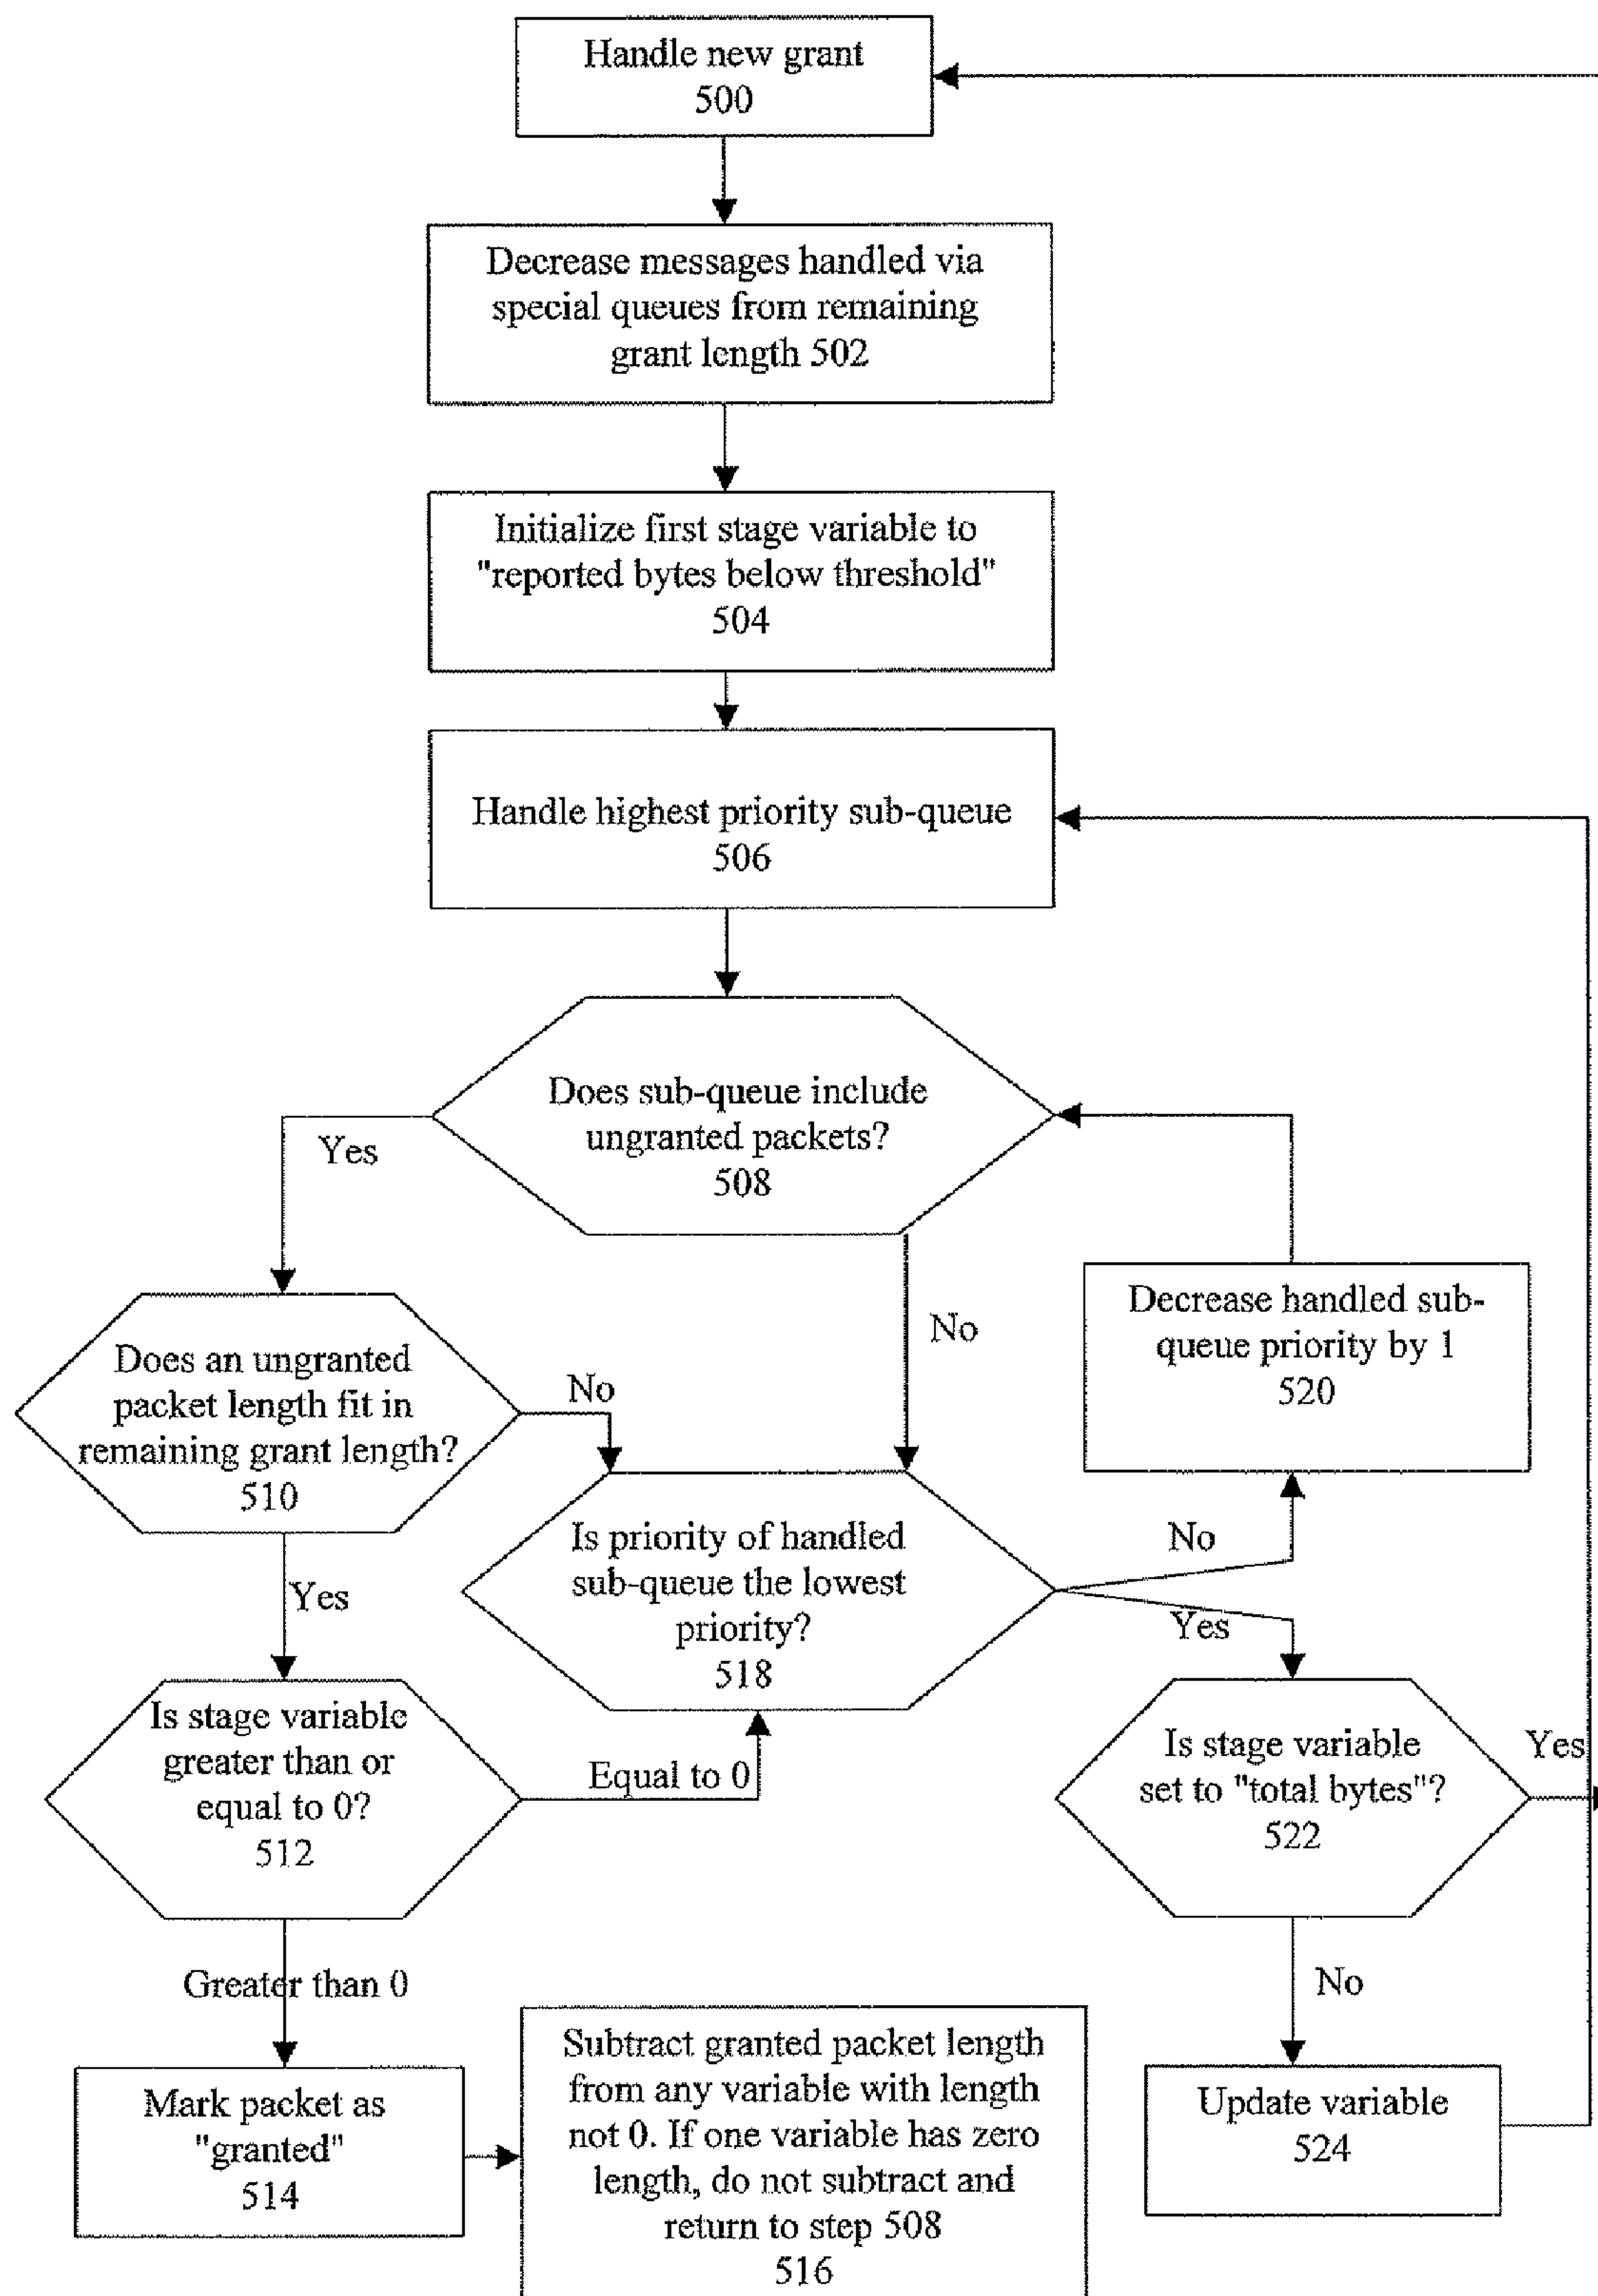 Handle new grant
500
Decrease messages handled via
special queues from remaining
grant length 502
Initialize first stage variable to
"reported bytes below threshold"
504
Handle highest priority sub-queue
506
Does sub-queue include
ungranted packets?
508
Yes
No
Decrease handled sub-
queue priority by 1
520
Does an ungranted
packet length fit in
remaining grant length?
510
No
Yes
Is priority of handled
sub-queue the lowest
priority?
518
No
Yes
Is stage variable
greater than or
equal to 0?
512
Equal to 0
Is stage variable
set to "total bytes"?
522
Yes
Greater than 0
No
Mark packet as
"granted"
514
Subtract granted packet length
from any variable with length
not 0. If one variable has zero
length, do not subtract and
return to step 508
516
Update variable
524